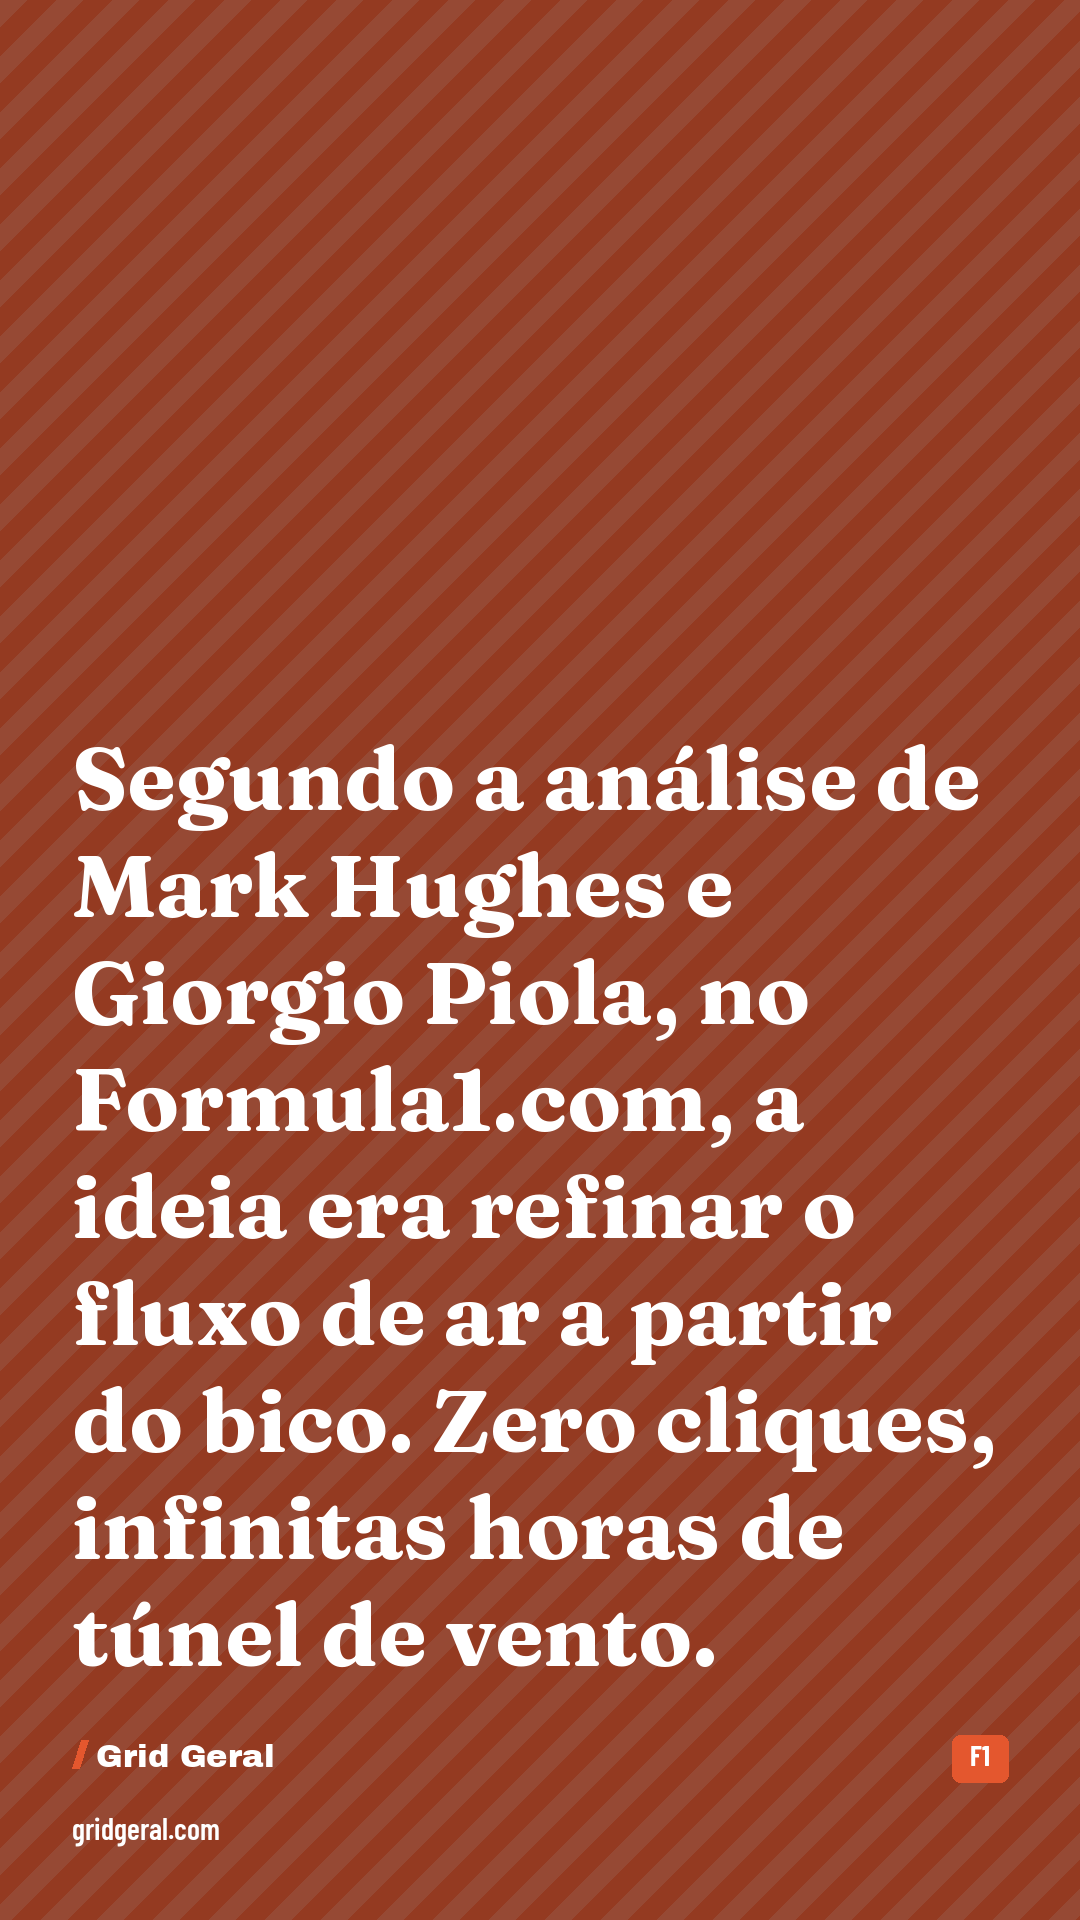 Segundo a análise de
Mark Hughes e
Giorgio Piola, no
Formula1.com, a
ideia era refinar o
fluxo de ar a partir
do bico. Zero cliques,
infinitas horas de
túnel de vento.
/ Grid Geral
F1
gridgeral.com